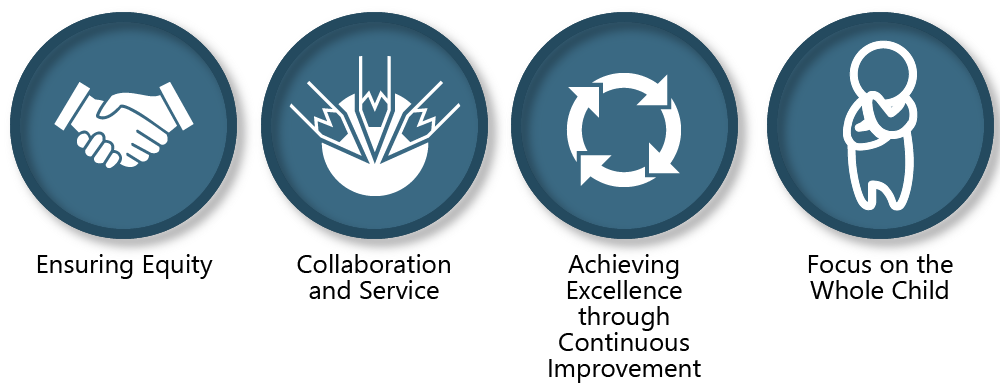 Ensuring Equity
Collaboration
and Service
Achieving
Excellence
through
Continuous
Improvement
Focus on the
Whole Child